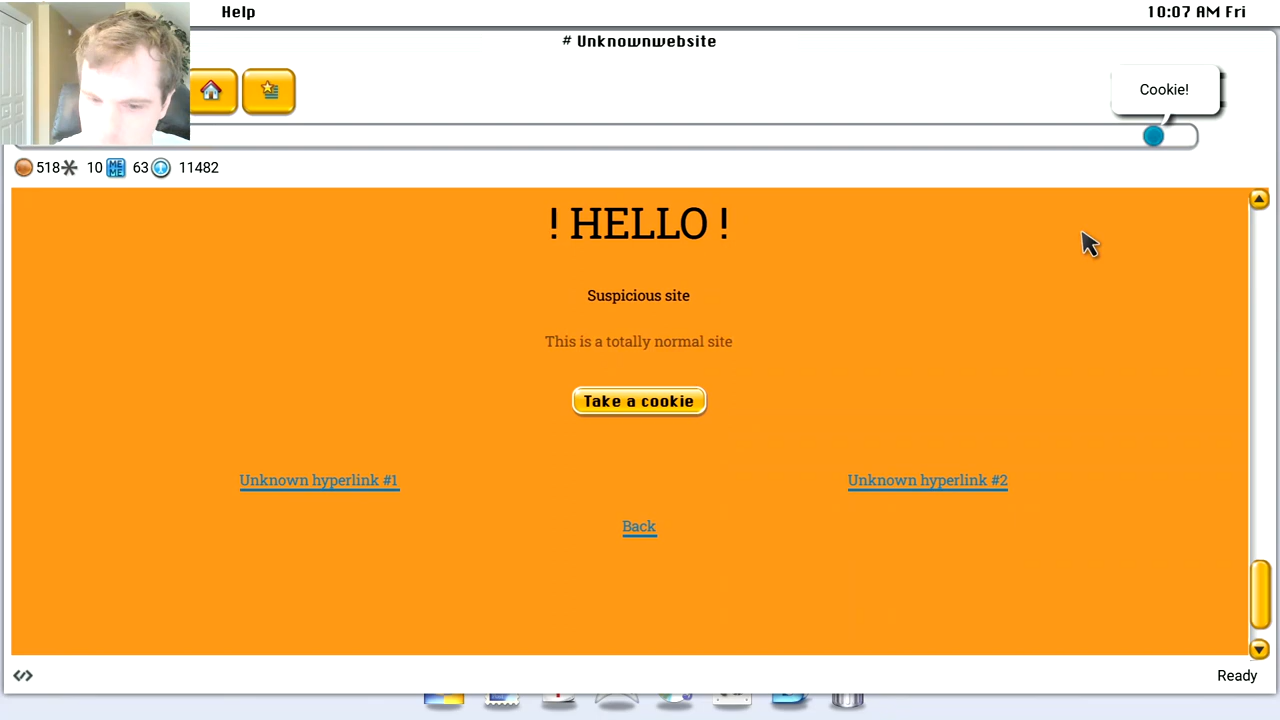 Help
10:07 AM Fri
# Unknownwebsite
Cookie!
518 10 63 11482
! HELLO !
Suspicious site
This is a totally normal site
Take a cookie
Unknown hyperlink #1
Unknown hyperlink #2
Back
Ready